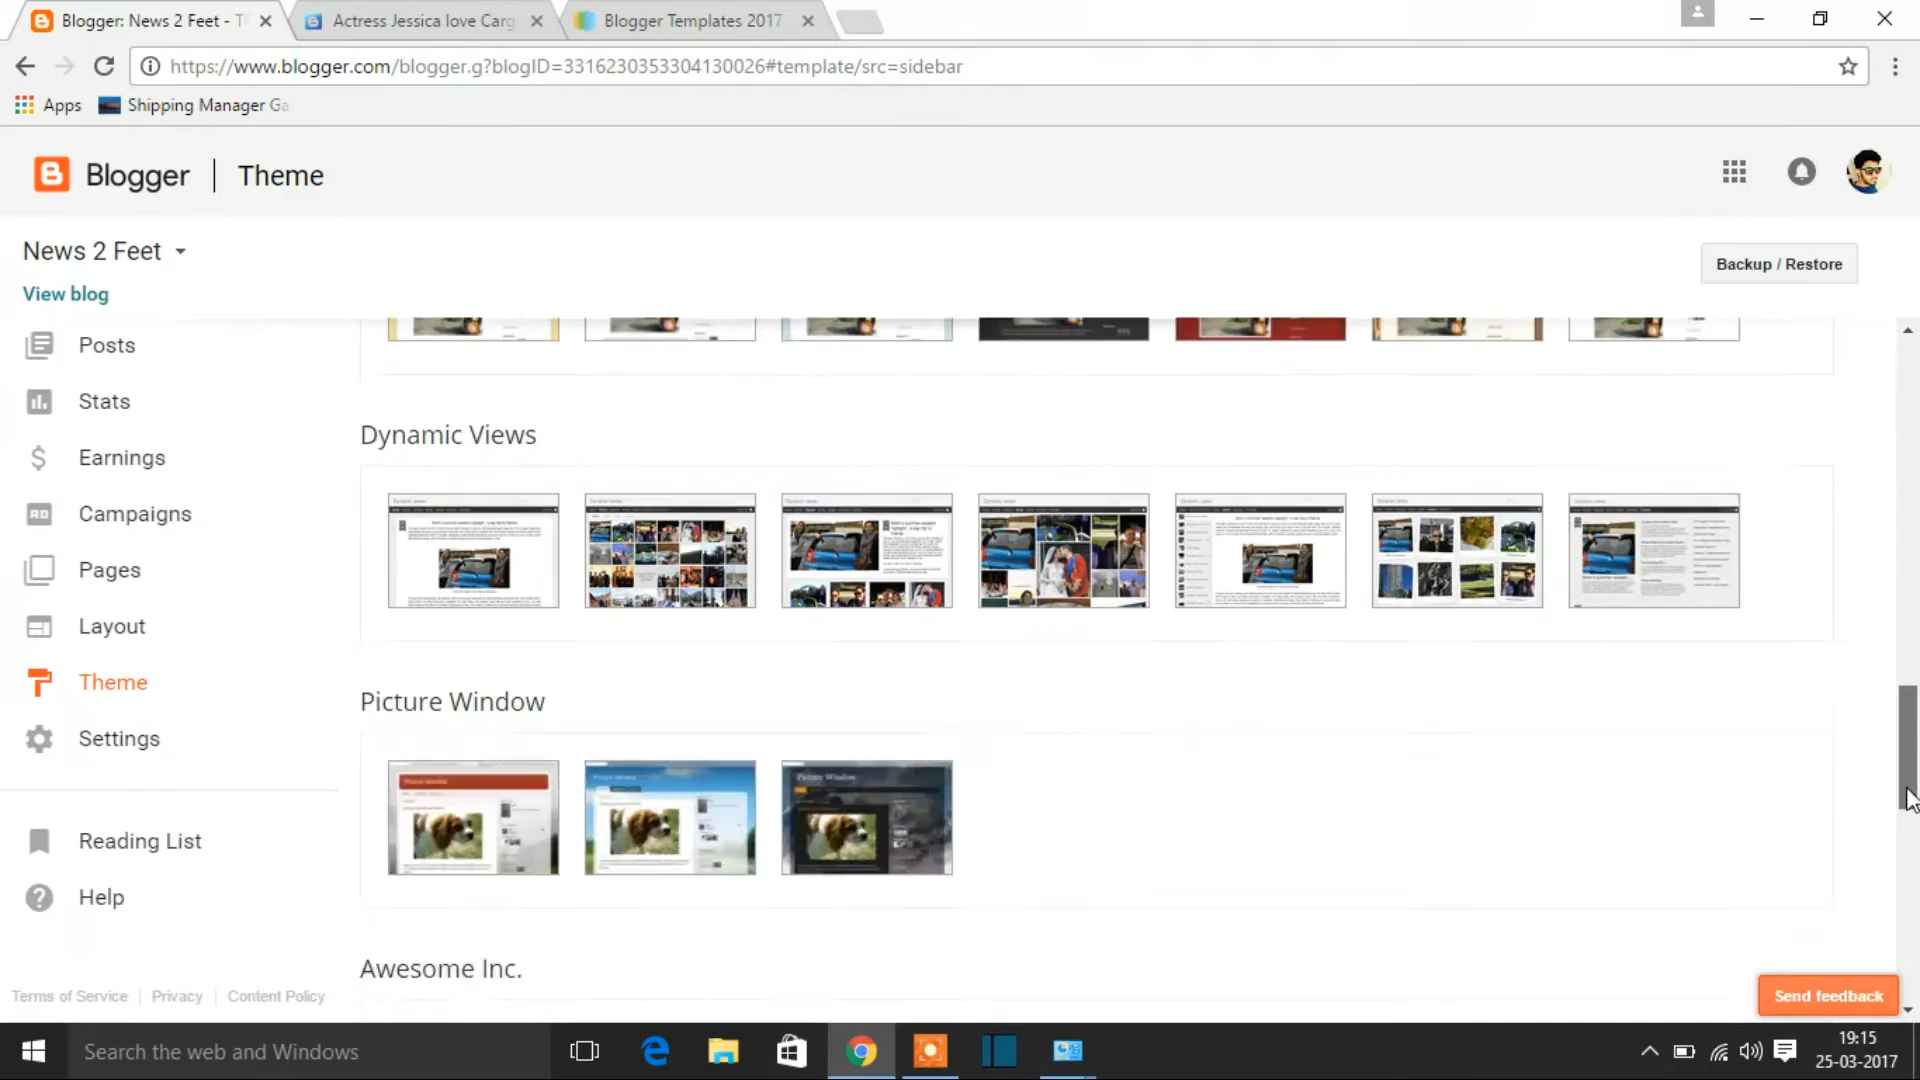 Blogger: News 2 Feet - T
Actress Jessica love Carg
Blogger Templates 2017
https://www.blogger.com/blogger.g?blogID=3316230353304130026#template/src=sidebar
Apps
Shipping Manager Ga
Blogger
Theme
News 2 Feet
Backup / Restore
View blog
Posts
Stats
Earnings
Campaigns
Pages
Layout
Theme
Settings
Reading List
Help
Terms of Service
Privacy
Content Policy
Dynamic Views
Picture Window
Picture Window
Awesome Inc.
Send feedback
Search the web and Windows
19:15
25-03-2017